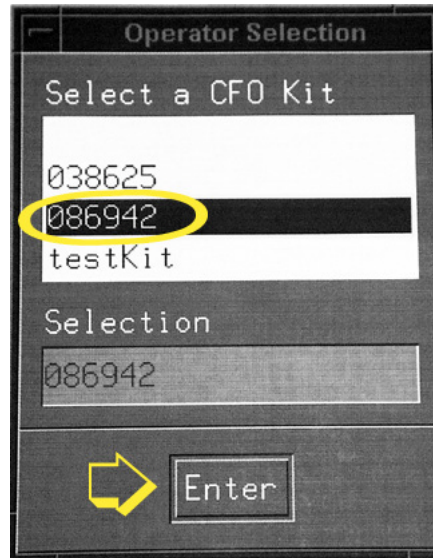 Operator Selection
Select a CFO Kit
038625
086942
testKit
Selection
086942
Enter